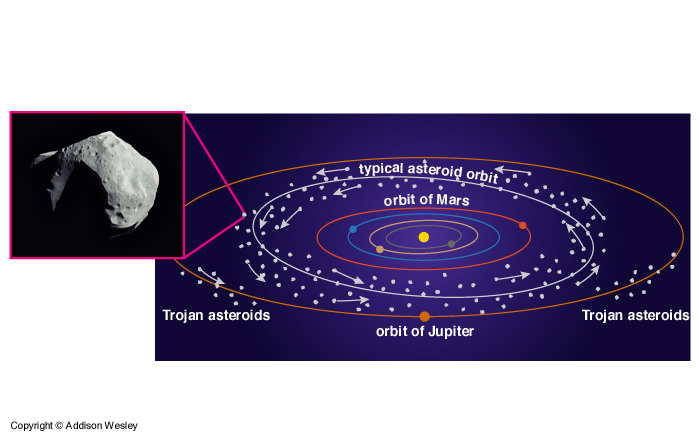 typical asteroid orbit
orbit of Mars
Trojan asteroids
Trojan asteroids
orbit of Jupiter
Copyright © Addison Wesley